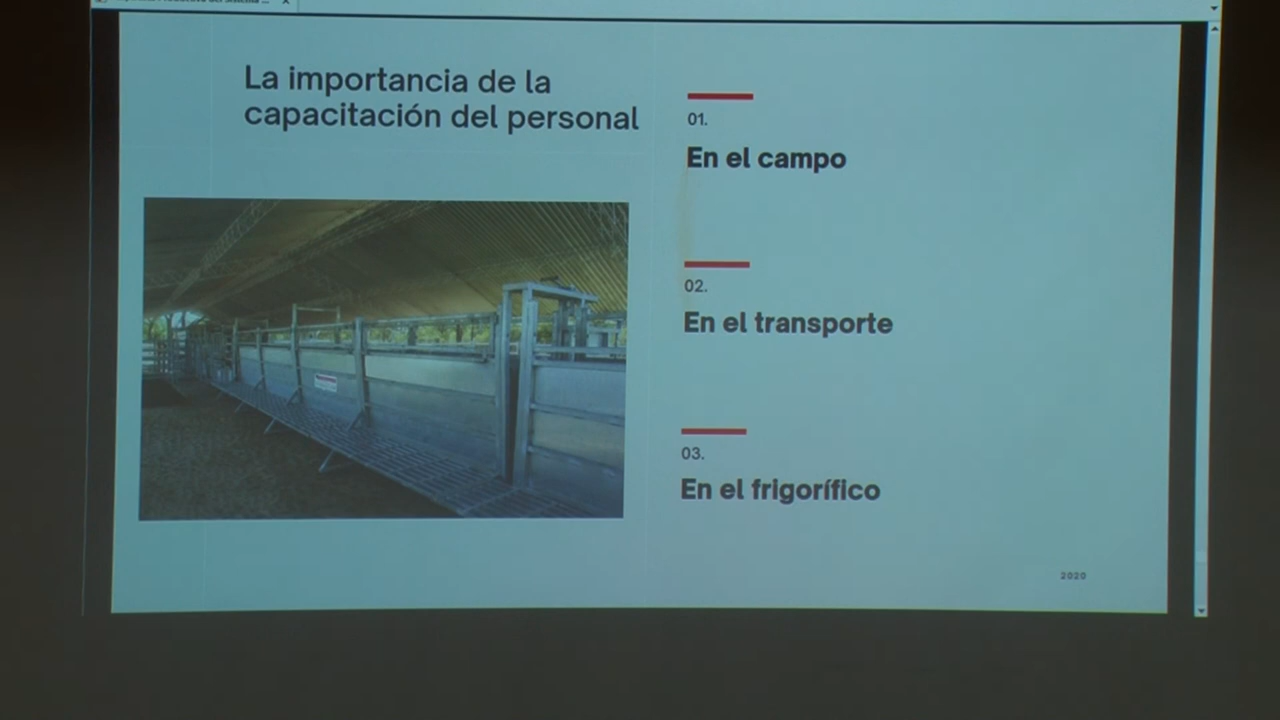 La importancia de la
capacitación del personal
01.
En el campo
02.
En el transporte
03.
En el frigorífico
2020